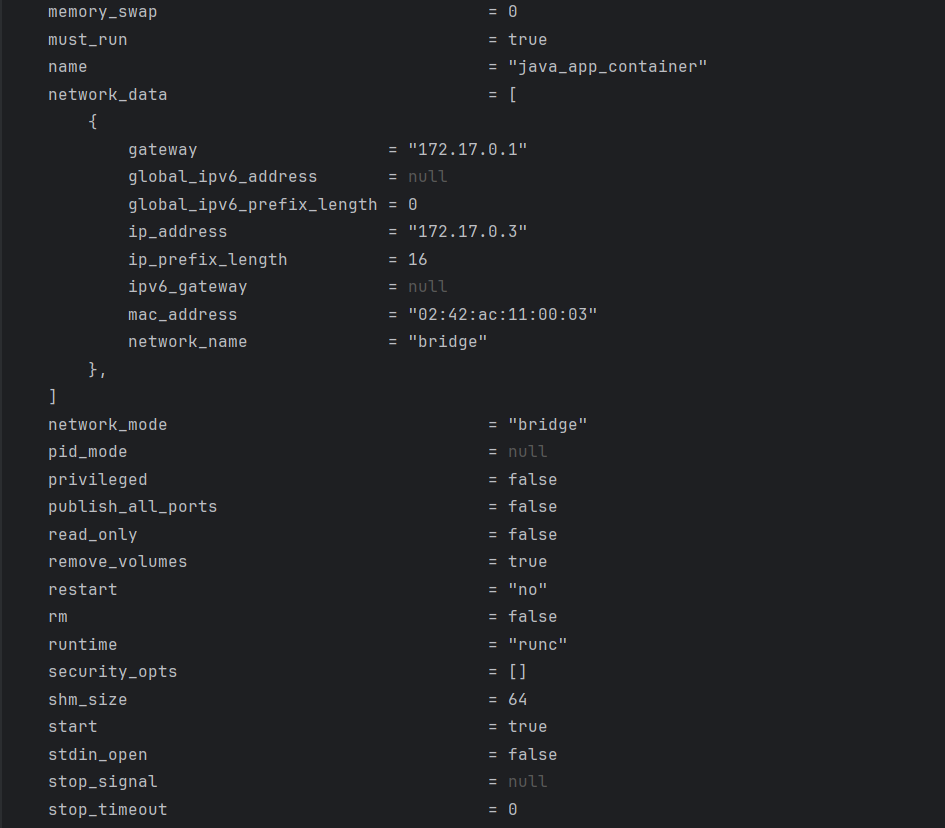 memory_swap                                 = 0
must_run                                    = true
name                                        = "java_app_container"
network_data                                = [
    {
        gateway                   = "172.17.0.1"
        global_ipv6_address       = null
        global_ipv6_prefix_length = 0
        ip_address                = "172.17.0.3"
        ip_prefix_length          = 16
        ipv6_gateway              = null
        mac_address               = "02:42:ac:11:00:03"
        network_name              = "bridge"
    },
]
network_mode                                = "bridge"
pid_mode                                    = null
privileged                                  = false
publish_all_ports                           = false
read_only                                   = false
remove_volumes                              = true
restart                                     = "no"
rm                                          = false
runtime                                     = "runc"
security_opts                               = []
shm_size                                    = 64
start                                       = true
stdin_open                                  = false
stop_signal                                 = null
stop_timeout                                = 0